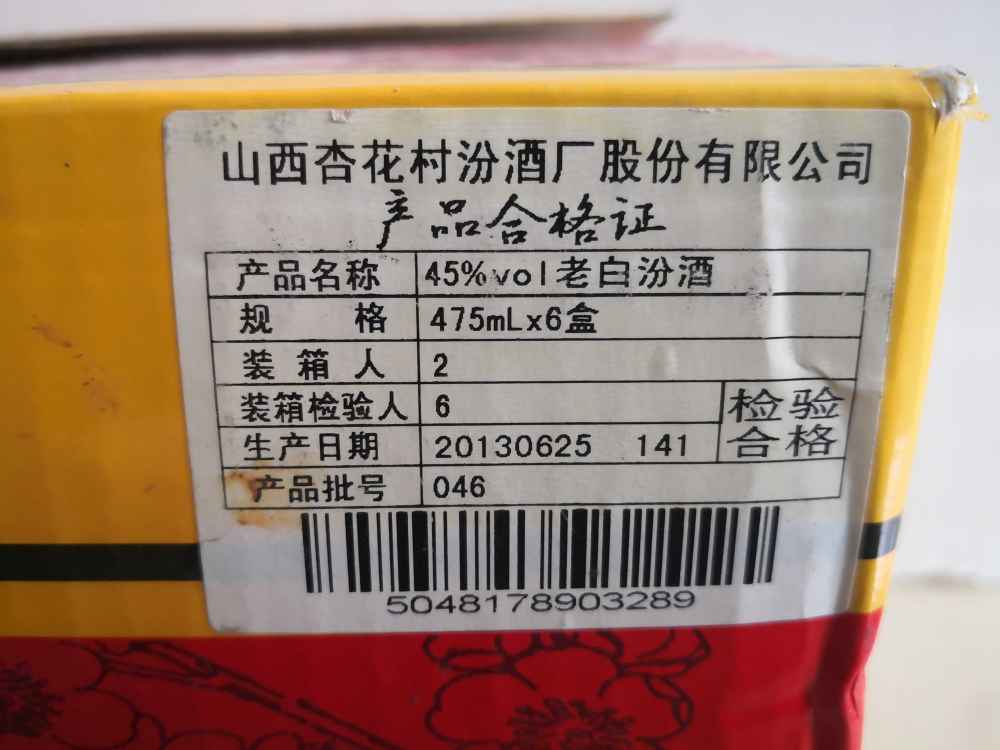 山西杏花村汾酒厂股份有限公司
产品合格证
产品名称 45%vol老白汾酒
规 格 475mLx6盒
装 箱 人 2
装箱检验人 6
生产日期 20130625 141
检验合格
产品批号 046
5048178903289